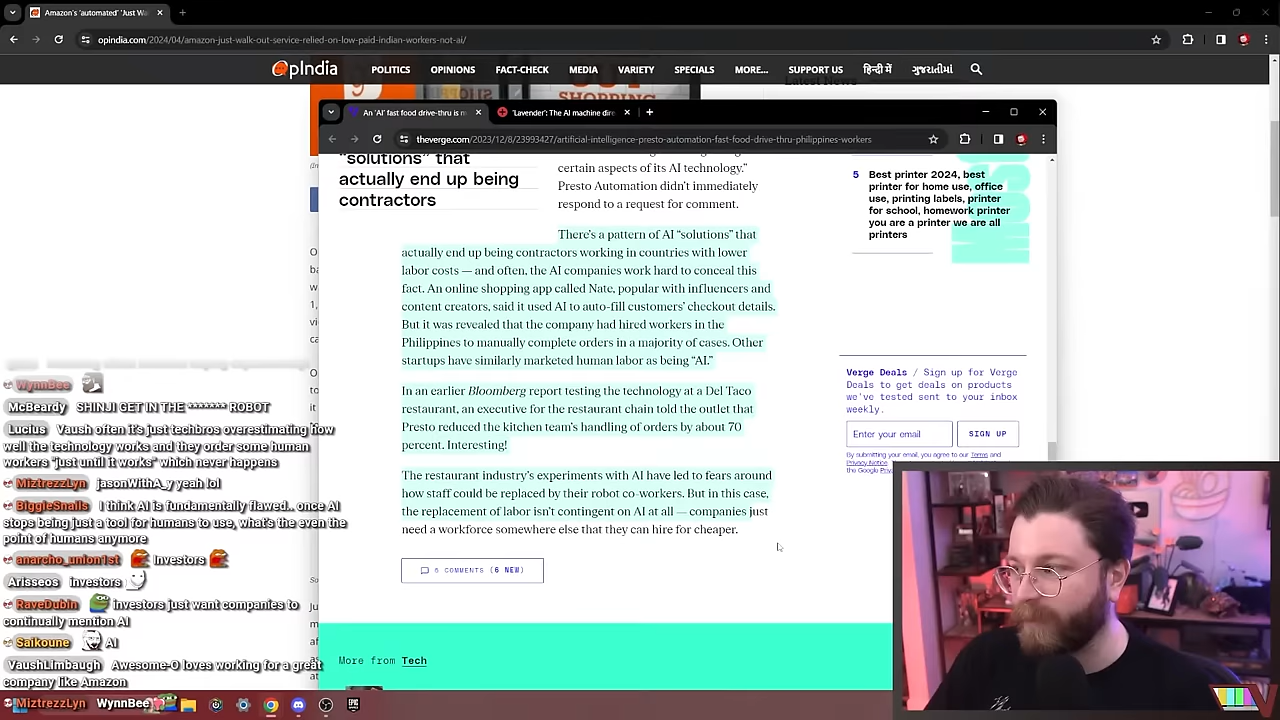 Amazon's 'automated' 'Just Wa
opindia.com/2024/04/amazon-just-walk-out-service-relied-on-low-paid-indian-workers-not-ai/
OpIndia
POLITICS
OPINIONS
FACT-CHECK
MEDIA
VARIETY
SPECIALS
MORE...
SUPPORT US
हिन्दी में
ગુજરાતીમાં
Latest News
SHOPPING
An 'AI' fast food drive-thru is n
'Lavender': The AI machine dire
theverge.com/2023/12/8/23993427/artificial-intelligence-presto-automation-fast-food-drive-thru-philippines-workers
"solutions" that
actually end up being
contractors
certain aspects of its AI technology."
Presto Automation didn't immediately
respond to a request for comment.
There's a pattern of AI "solutions" that
actually end up being contractors working in countries with lower
labor costs — and often, the AI companies work hard to conceal this
fact. An online shopping app called Nate, popular with influencers and
content creators, said it used AI to auto-fill customers' checkout details.
But it was revealed that the company had hired workers in the
Philippines to manually complete orders in a majority of cases. Other
startups have similarly marketed human labor as being "AI."
In an earlier Bloomberg report testing the technology at a Del Taco
restaurant, an executive for the restaurant chain told the outlet that
Presto reduced the kitchen team's handling of orders by about 70
percent. Interesting!
The restaurant industry's experiments with AI have led to fears around
how staff could be replaced by their robot co-workers. But in this case,
the replacement of labor isn't contingent on AI at all — companies just
need a workforce somewhere else that they can hire for cheaper.
6 COMMENTS (6 NEW)
More from Tech
5 Best printer 2024, best
printer for home use, office
use, printing labels, printer
for school, homework printer
you are a printer we are all
printers
Verge Deals / Sign up for Verge
Deals to get deals on products
we've tested sent to your inbox
weekly.
Enter your email
SIGN UP
By submitting your email, you agree to our Terms and
Privacy Notice
the Google
WynnBee
McBeardy SHINJI GET IN THE ******* ROBOT
Lucius Vaush often it's just techbros overestimating how
well the technology works and they order some human
workers "just until it works" which never happens
MiztrezzLyn jasonWithA_y yeah lol
BiggieSnails I think AI is fundamentally flawed.. once AI
stops being just a tool for humans to use, what's the even the
point of humans anymore
anarcho_union1st Investors
Arisseos investors
RaveDubin investors just want companies to
continually mention AI
Saikoune AI
VaushLimbaugh Awesome-O loves working for a great
company like Amazon
MiztrezzLyn WynnBee